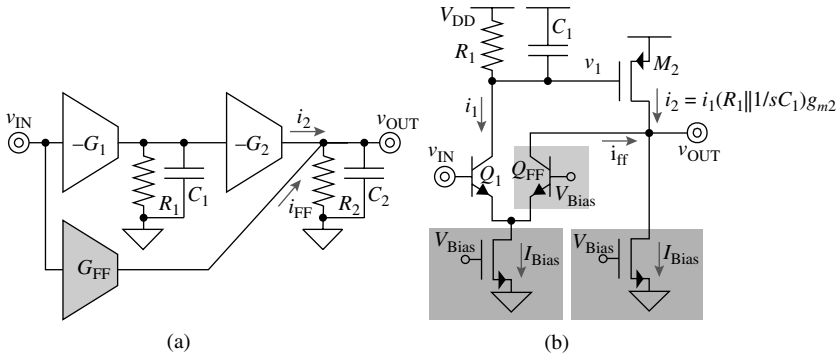 v_IN
−G_1
R_1
C_1
−G_2
i_2
v_OUT
i_FF
R_2
C_2
G_FF
(a)
V_DD
R_1
C_1
v_1
M_2
i_1
i_2 = i_1(R_1||1/sC_1)g_m2
v_IN
Q_1
Q_FF
V_Bias
i_ff
v_OUT
V_Bias
I_Bias
V_Bias
I_Bias
(b)